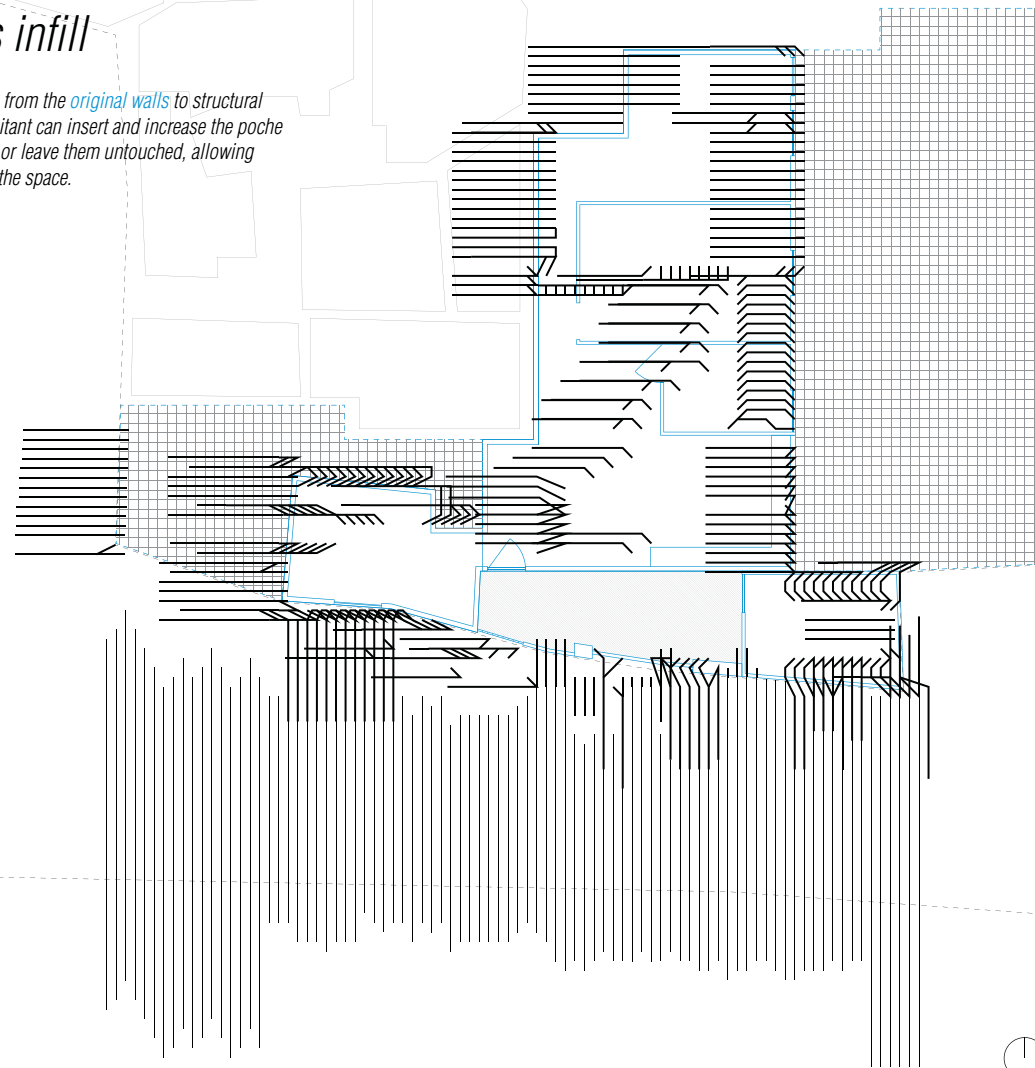 s infill
from the original walls to structural
itant can insert and increase the poche
or leave them untouched, allowing
the space.